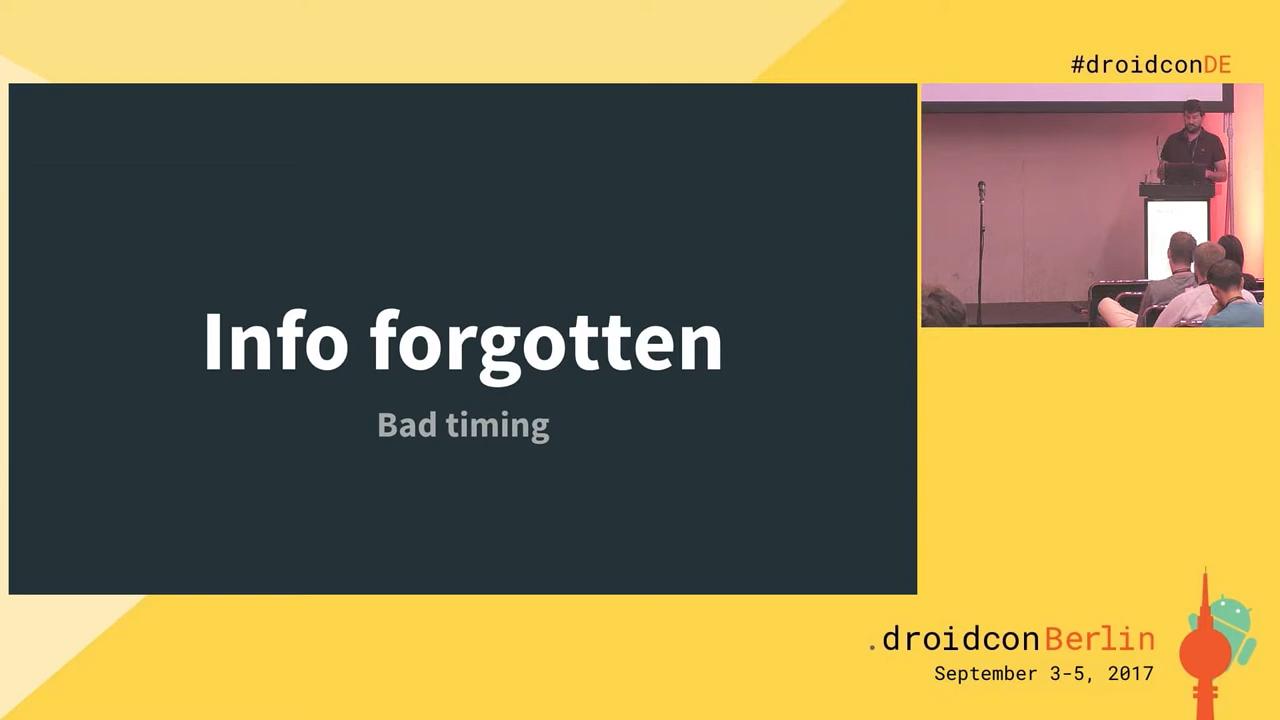 #droidconDE
Info forgotten
Bad timing
.droidconBerlin
September 3-5, 2017